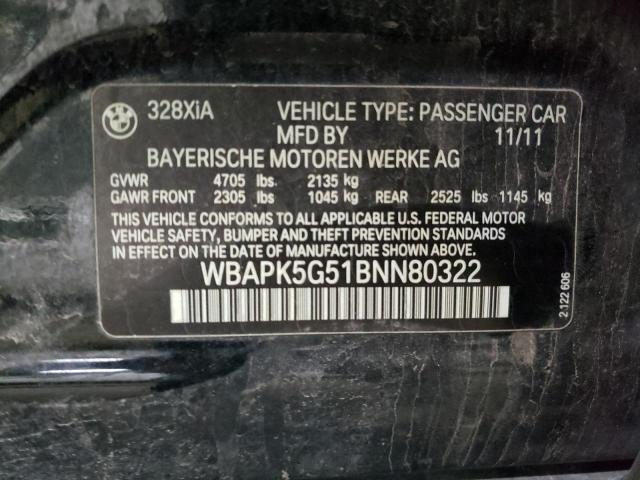 BMW
328XiA VEHICLE TYPE: PASSENGER CAR
MFD BY 11/11
BAYERISCHE MOTOREN WERKE AG
GVWR 4705 lbs 2135 kg
GAWR FRONT 2305 lbs 1045 kg REAR 2525 lbs 1145 kg
THIS VEHICLE CONFORMS TO ALL APPLICABLE U.S. FEDERAL MOTOR
VEHICLE SAFETY, BUMPER AND THEFT PREVENTION STANDARDS
IN EFFECT ON THE DATE OF MANUFACTURE SHOWN ABOVE
WBAPK5G51BNN80322
2 122 606